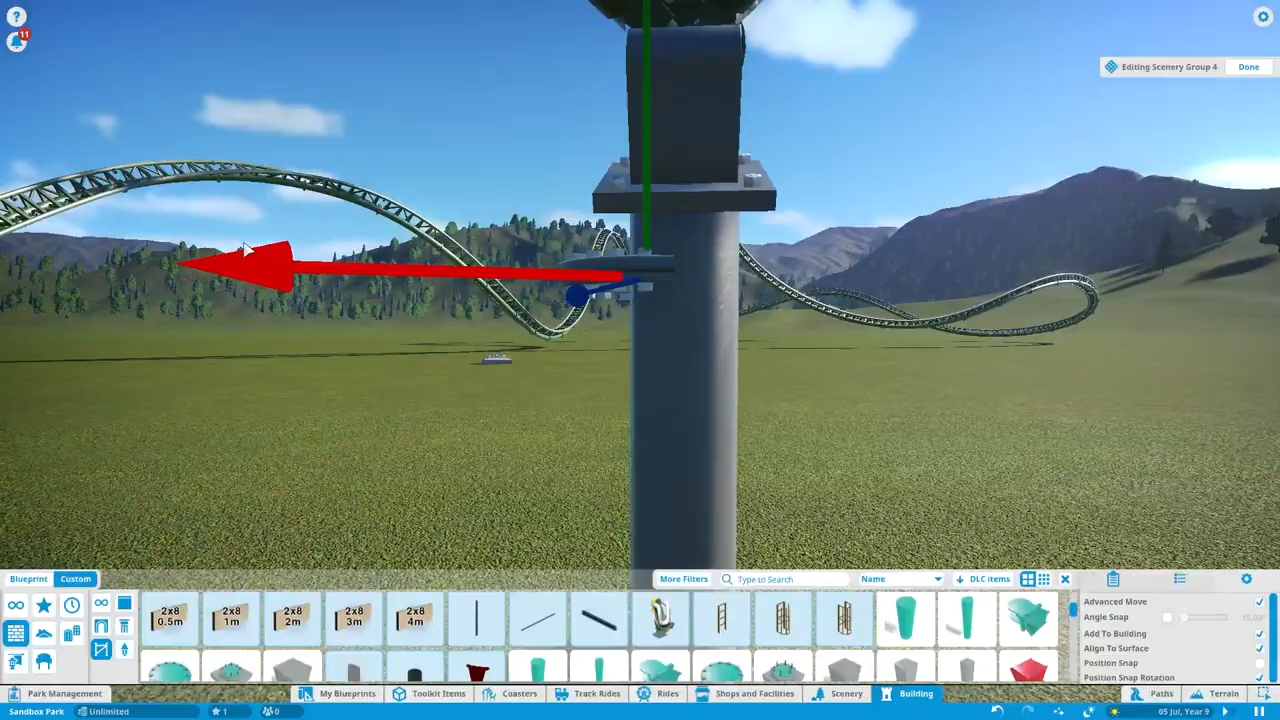 ?
11
Editing Scenery Group 4 Done
Blueprint Custom
More Filters Type to Search Name DLC items
2x8 0.5m 2x8 1m 2x8 2m 2x8 3m 2x8 4m
Advanced Move
Angle Snap
Add To Building
Align To Surface
Position Snap
Position Snap Rotation
Park Management My Blueprints Toolkit Items Coasters Track Rides Rides Shops and Facilities Scenery Building Paths Terrain
Sandbox Park Unlimited 1 0 05 Jul, Year 9